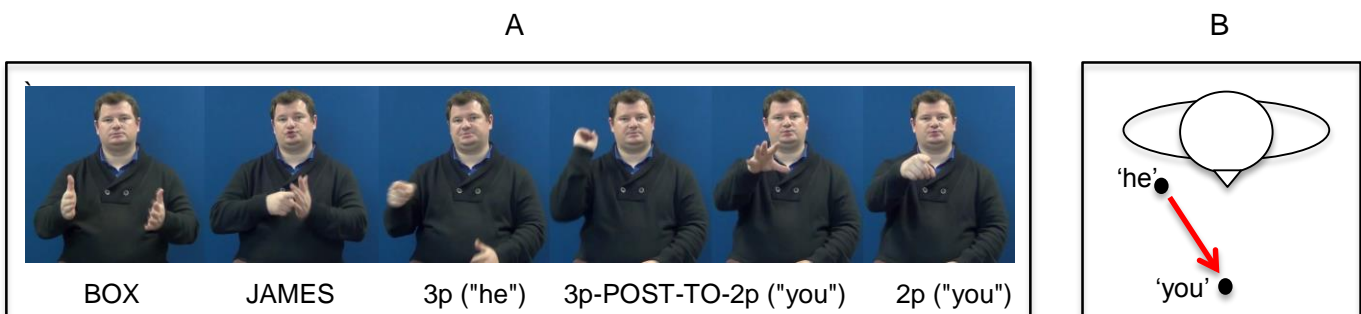 A
B
`
BOX JAMES 3p ("he") 3p-POST-TO-2p ("you") 2p ("you")
‘he’
‘you’